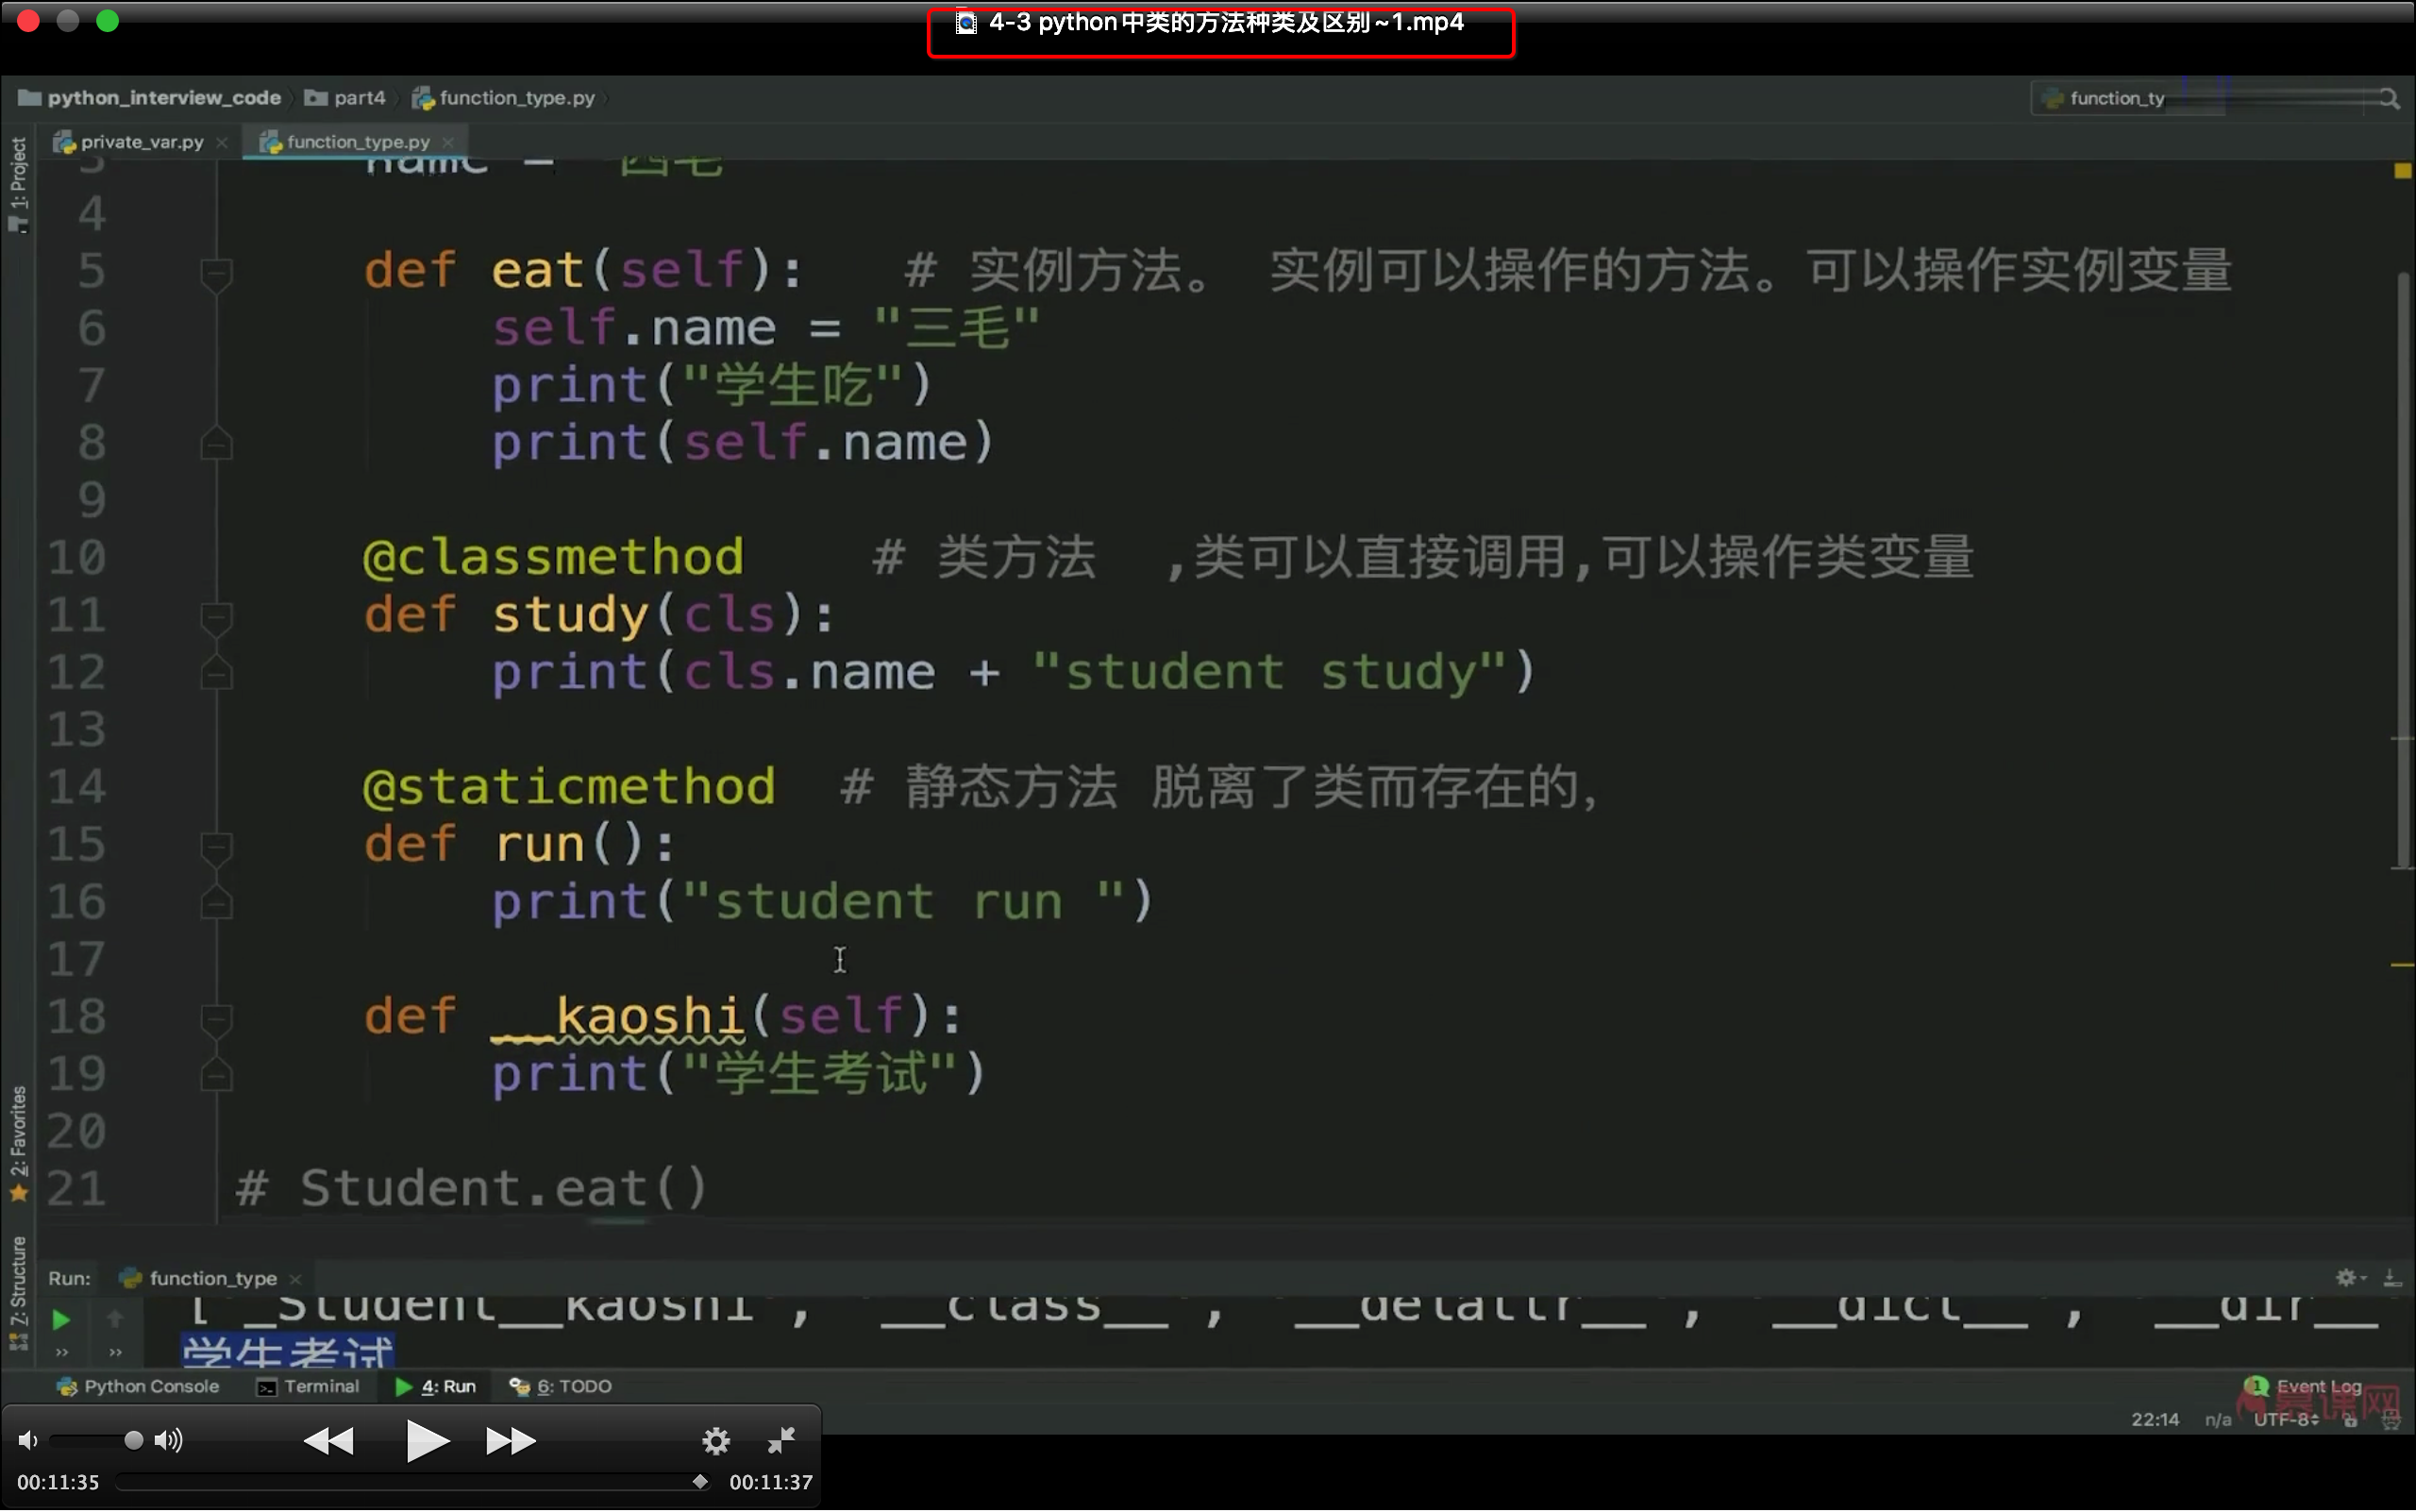 4-3 python中类的方法种类及区别~1.mp4
python_interview_code part4 function_type.py function_ty
private_var.py function_type.py
1: Project
3 name = 四毛
4
5 def eat(self): # 实例方法。 实例可以操作的方法。可以操作实例变量
6 self.name = "三毛"
7 print("学生吃")
8 print(self.name)
9
10 @classmethod # 类方法 ,类可以直接调用,可以操作类变量
11 def study(cls):
12 print(cls.name + "student study")
13
14 @staticmethod # 静态方法 脱离了类而存在的,
15 def run():
16 print("student run ")
17
18 def __kaoshi(self):
19 print("学生考试")
20
21 # Student.eat()
2: Favorites
Z: Structure
Run: function_type
['_Student__kaoshi', '__class__', '__delattr__', '__dict__', '__dir__
学生考试
Python Console Terminal 4: Run 6: TODO 1 Event Log
22:14 n/a UTF-8
慕课网
00:11:35 00:11:37